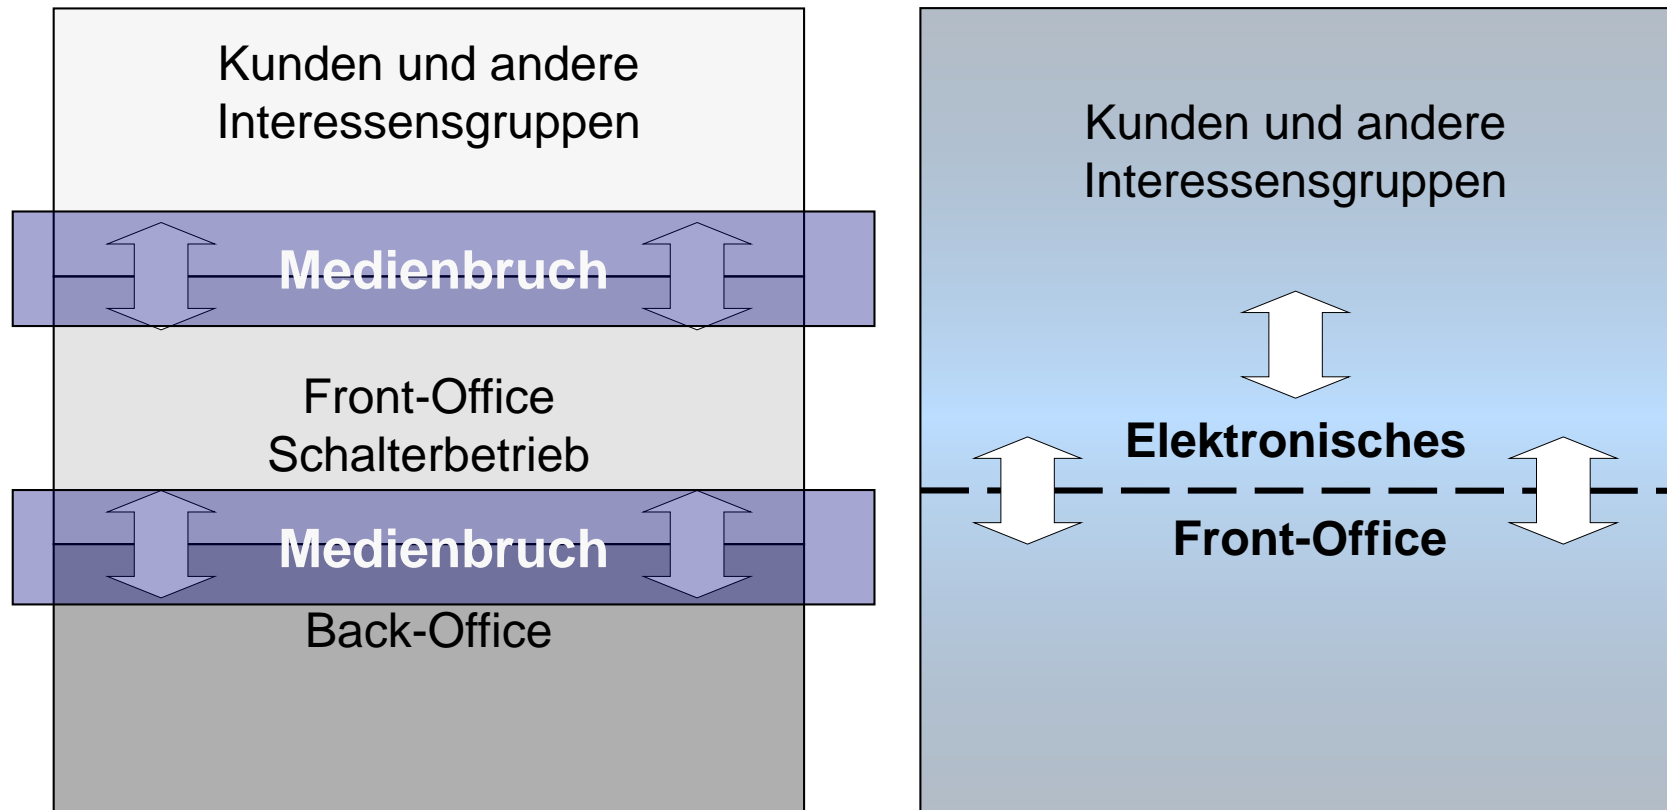 Kunden und andere
Interessensgruppen
Medienbruch
Front-Office
Schalterbetrieb
Medienbruch
Back-Office
Kunden und andere
Interessensgruppen
Elektronisches
Front-Office